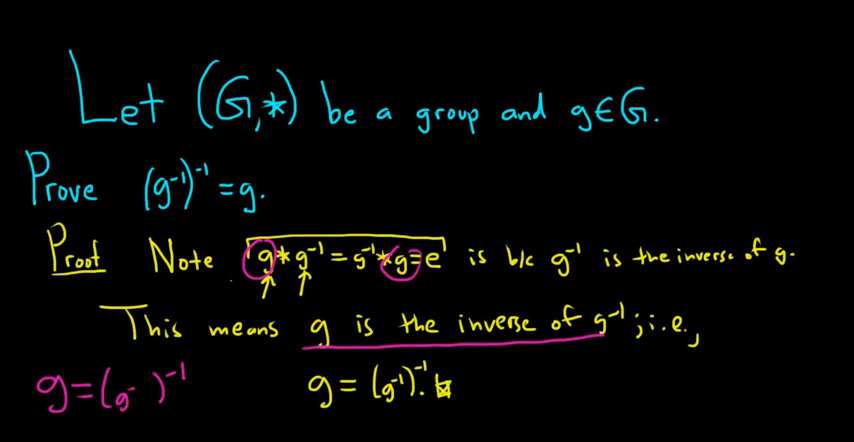 Let (G,*) be a group and g∈G.
Prove (g⁻¹)⁻¹ = g.
Proof Note g * g⁻¹ = g⁻¹ * g = e is b/c g⁻¹ is the inverse of g.
This means g is the inverse of g⁻¹; i.e.,
g = (g⁻ )⁻¹
g = (g⁻¹)⁻¹.